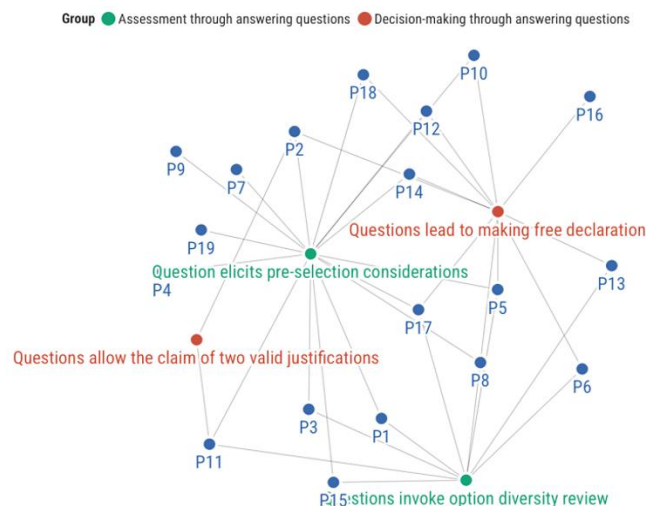 Group Assessment through answering questions Decision-making through answering questions
P10
P18
P16
P12
P2
P9
P7
P14
P19
Questions lead to making free declaration
Question elicits pre-selection considerations
P4
P13
P5
P17
Questions allow the claim of two valid justifications
P8
P6
P3
P1
P11
P15
invoke option diversity review